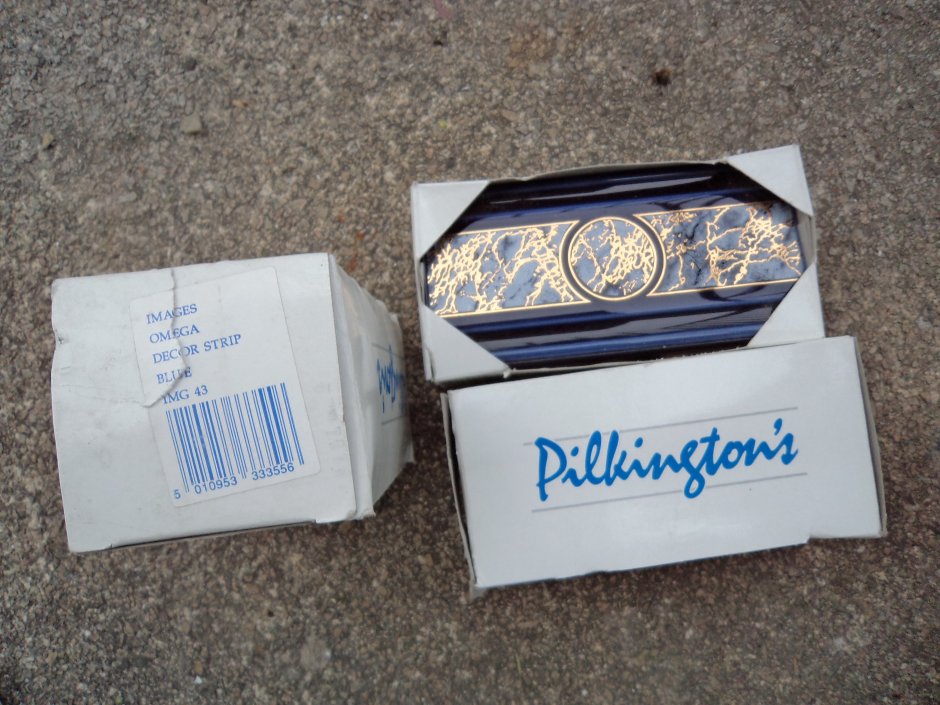 IMAGES
OMEGA
DECOR STRIP
BLUE
IMG 43
5 010953 333556
Pilkington's